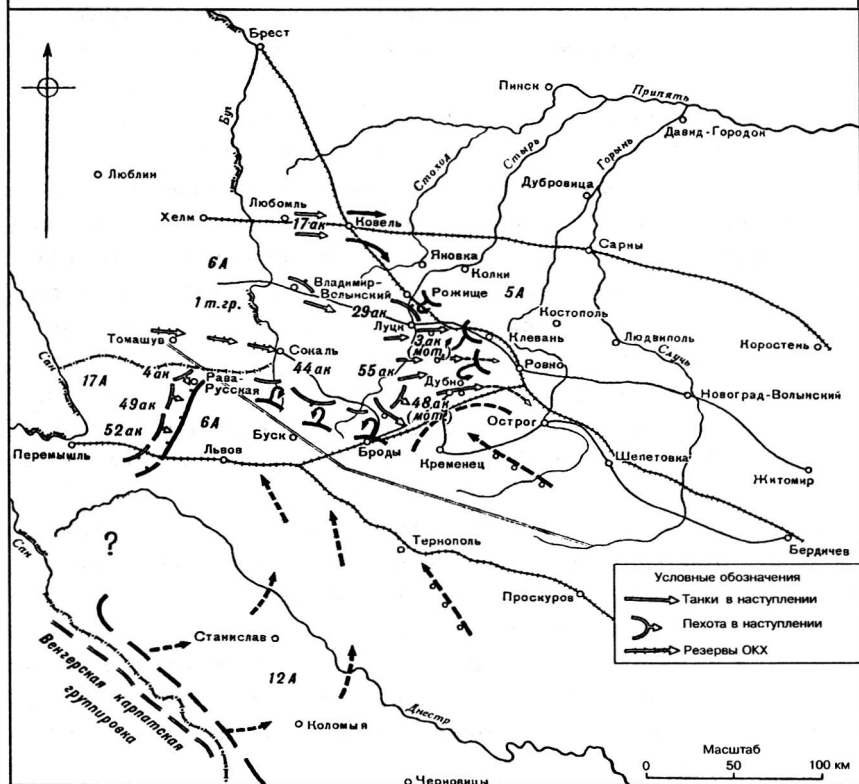 Брест
Пинск
Припять
Давид-Городок
Буг
Люблин
Стоход
Стырь
Горынь
Дубровица
Хелм
Любомль
17ак
Ковель
Сарны
6А
Яновка
Колки
Владимир-
Волынский
Рожище
5А
1 т.гр.
29ак
Луцк
Костополь
Клевань
Людвиполь
Случь
Коростень
Томашув
Сокаль
3ак
(мот.)
Ровно
Сан
17А
4ак
Рава-
Русская
44ак
55ак
Дубно
Новоград-Волынский
49ак
6А
48ак
(мот.)
Острог
52ак
Буск
Перемышль
Львов
Броды
Кременец
Шепетовка
Житомир
?
Тернополь
Бердичев
Сан
Проскуров
Условные обозначения
Танки в наступлении
Пехота в наступлении
Резервы ОКХ
Станислав
Венгерская карпатская
группировка
12А
Коломый
Днестр
Черновицы
Масштаб
0 50 100 км